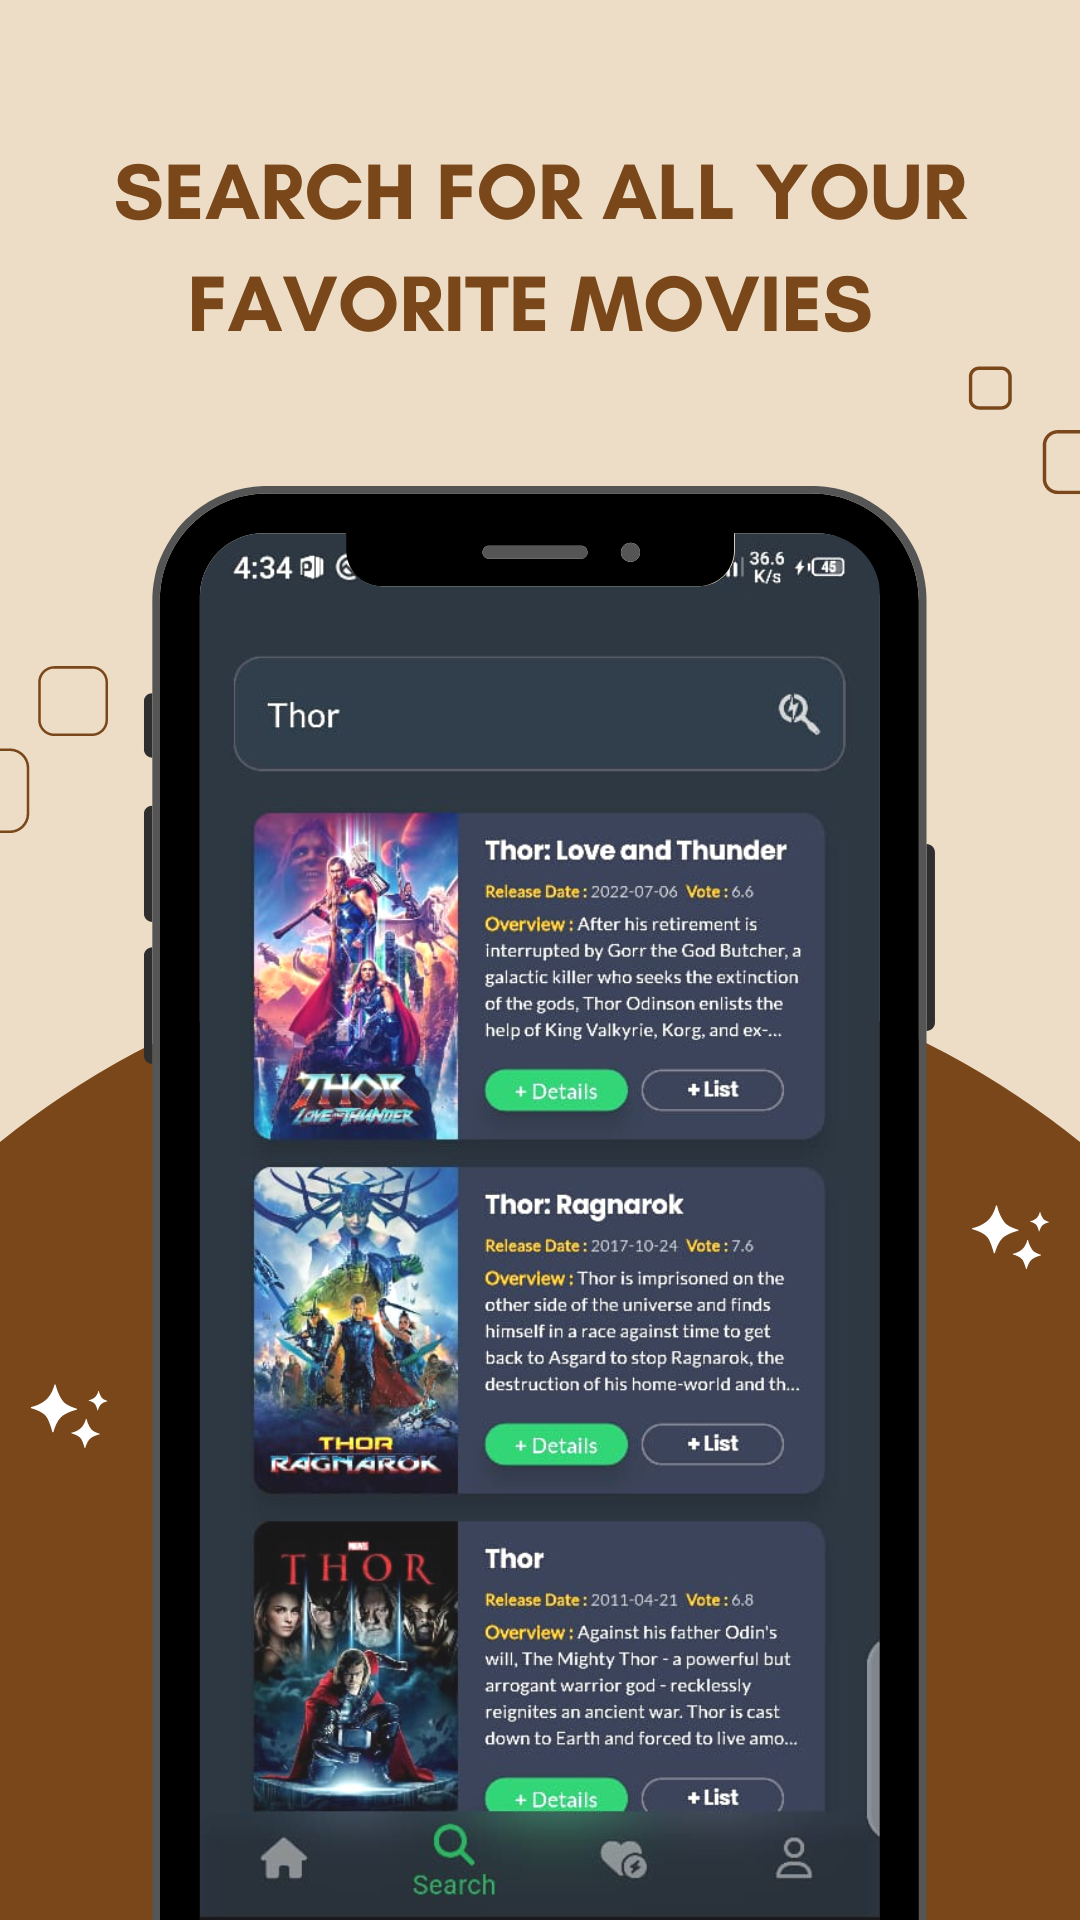 SEARCH FOR ALL YOUR
FAVORITE MOVIES
4:34
36.6
K/s
45
Thor
Thor: Love and Thunder
Release Date : 2022-07-06 Vote : 6.6
Overview : After his retirement is
interrupted by Gorr the God Butcher, a
galactic killer who seeks the extinction
of the gods, Thor Odinson enlists the
help of King Valkyrie, Korg, and ex-...
+ Details
+ List
THOR
LOVE AND THUNDER
Thor: Ragnarok
Release Date : 2017-10-24 Vote : 7.6
Overview : Thor is imprisoned on the
other side of the universe and finds
himself in a race against time to get
back to Asgard to stop Ragnarok, the
destruction of his home-world and th...
+ Details
+ List
THOR
RAGNAROK
MARVEL
THOR
Thor
Release Date : 2011-04-21 Vote : 6.8
Overview : Against his father Odin's
will, The Mighty Thor - a powerful but
arrogant warrior god - recklessly
reignites an ancient war. Thor is cast
down to Earth and forced to live amo...
+ Details
+ List
Search